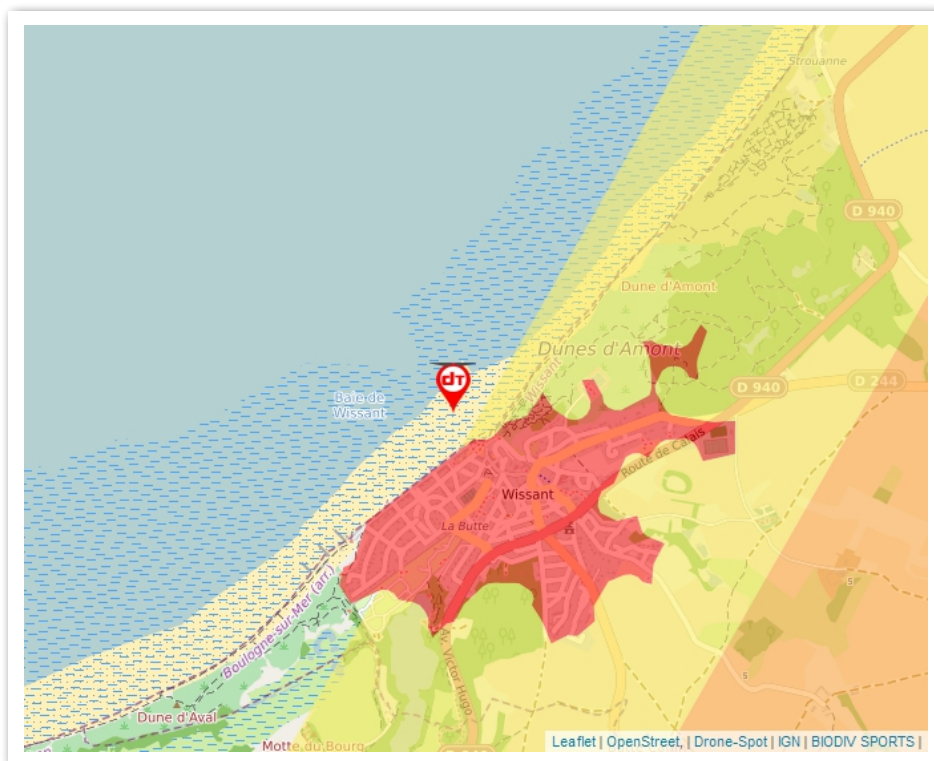 Strouanne
D 940
Dune d'Amont
Dunes d'Amont
Wissant
dT
D 940
D 244
Baie de
Wissant
Route de Calais
Wissant
La Butte
Boulogne-sur-Mer (arr.)
S
Av. Victor Hugo
S
Dune d'Aval
Motte du Bourg
Leaflet | OpenStreet, | Drone-Spot | IGN | BIODIV SPORTS |